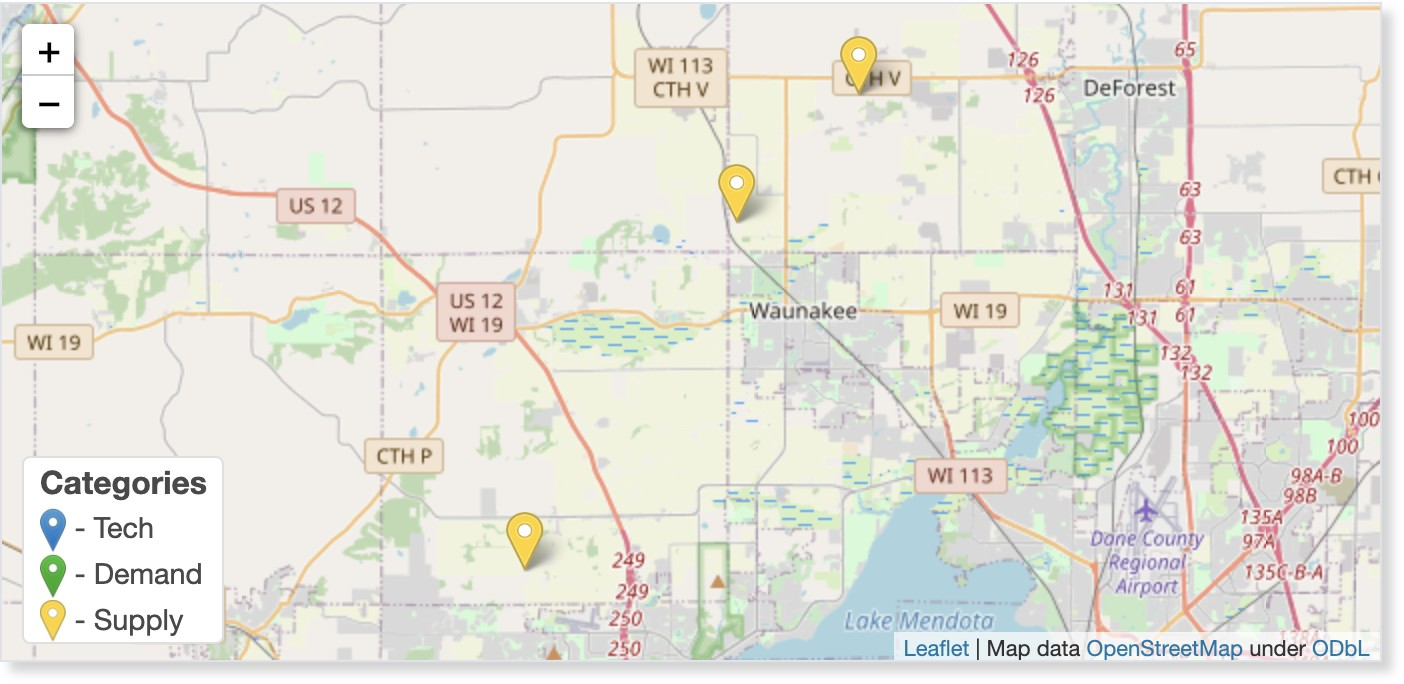 +
−
WI 113
CTH V
CTH V
126
126
65
DeForest
CTH
US 12
63
63
US 12
WI 19
WI 19
Waunakee
WI 19
131
131
61
61
132
132
CTH P
WI 113
100
100
98A-B
98B
135A
97A
135C-B-A
Dane County
Regional
Airport
249
249
250
250
Lake Mendota
138A
Categories
- Tech
- Demand
- Supply
Leaflet | Map data OpenStreetMap under ODbL